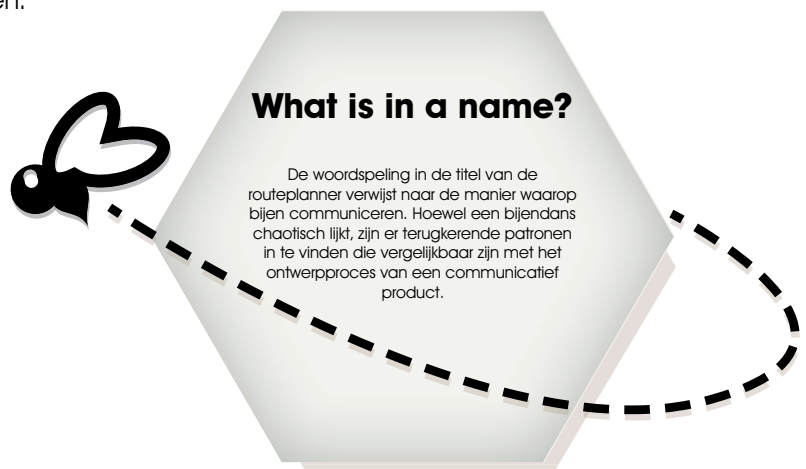 What is in a name?
De woordspeling in de titel van de
routeplanner verwijst naar de manier waarop
bijen communiceren. Hoewel een bijendans
chaotisch lijkt, zijn er terugkerende patronen
in te vinden die vergelijkbaar zijn met het
ontwerpproces van een communicatief
product.